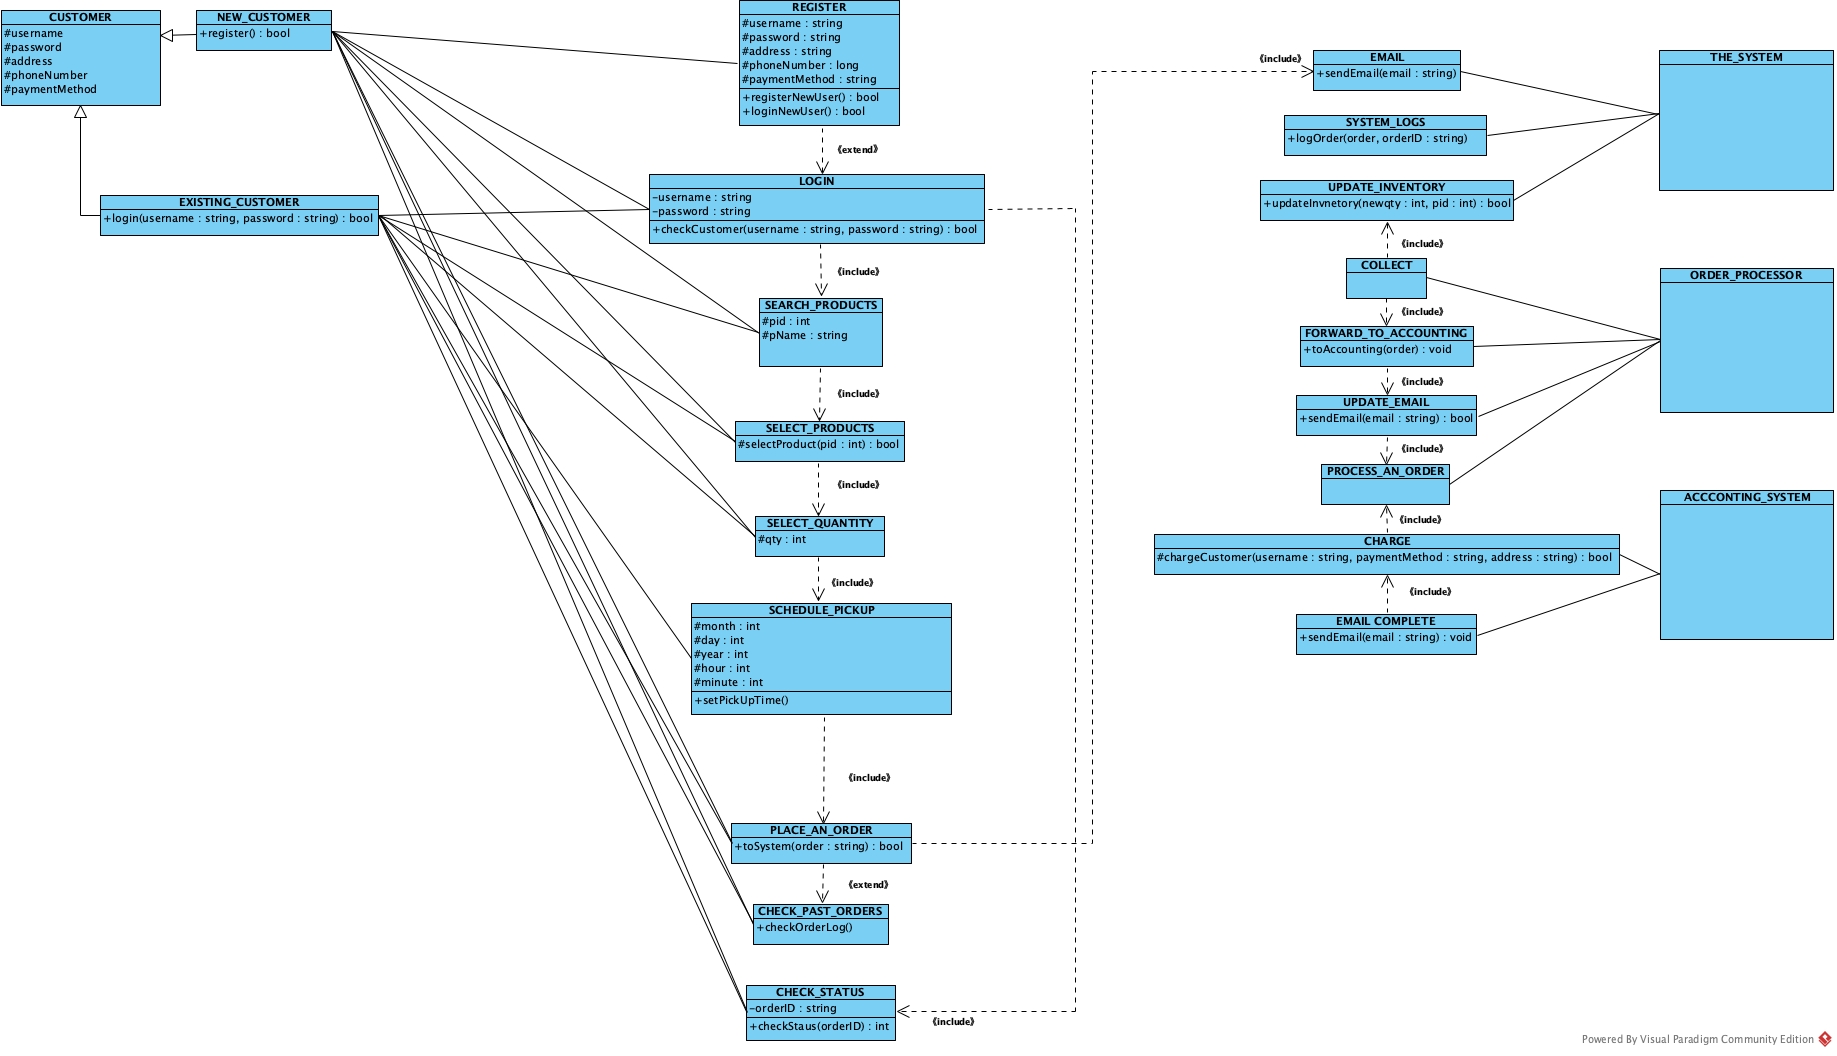 CUSTOMER
#username
#password
#address
#phoneNumber
#paymentMethod
NEW_CUSTOMER
+register() : bool
EXISTING_CUSTOMER
+login(username : string, password : string) : bool
REGISTER
#username : string
#password : string
#address : string
#phoneNumber : long
#paymentMethod : string
+registerNewUser() : bool
+loginNewUser() : bool
《extend》
LOGIN
-username : string
-password : string
+checkCustomer(username : string, password : string) : bool
《include》
SEARCH_PRODUCTS
#pid : int
#pName : string
《include》
SELECT_PRODUCTS
#selectProduct(pid : int) : bool
《include》
SELECT_QUANTITY
#qty : int
《include》
SCHEDULE_PICKUP
#month : int
#day : int
#year : int
#hour : int
#minute : int
+setPickUpTime()
《include》
PLACE_AN_ORDER
+toSystem(order : string) : bool
《extend》
CHECK_PAST_ORDERS
+checkOrderLog()
CHECK_STATUS
-orderID : string
+checkStaus(orderID) : int
《include》
《include》
EMAIL
+sendEmail(email : string)
SYSTEM_LOGS
+logOrder(order, orderID : string)
UPDATE_INVENTORY
+updateInvnetory(newqty : int, pid : int) : bool
《include》
COLLECT
《include》
FORWARD_TO_ACCOUNTING
+toAccounting(order) : void
《include》
UPDATE_EMAIL
+sendEmail(email : string) : bool
《include》
PROCESS_AN_ORDER
《include》
CHARGE
#chargeCustomer(username : string, paymentMethod : string, address : string) : bool
《include》
EMAIL COMPLETE
+sendEmail(email : string) : void
THE_SYSTEM
ORDER_PROCESSOR
ACCCONTING_SYSTEM
Powered By Visual Paradigm Community Edition